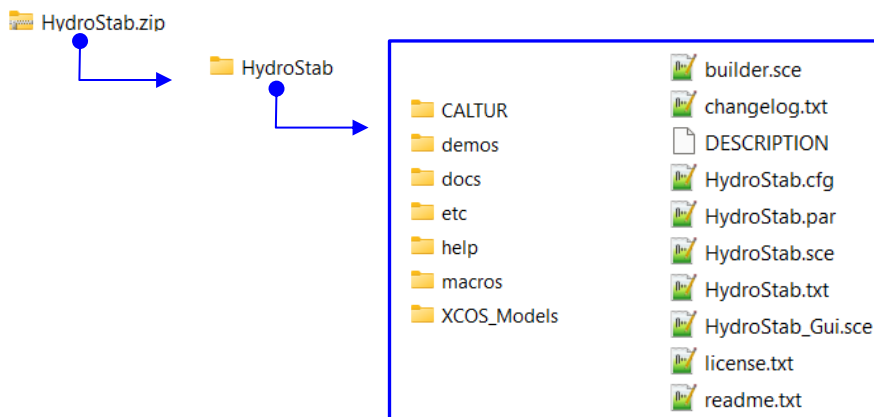 HydroStab.zip
HydroStab
CALTUR
demos
docs
etc
help
macros
XCOS_Models
builder.sce
changelog.txt
DESCRIPTION
HydroStab.cfg
HydroStab.par
HydroStab.sce
HydroStab.txt
HydroStab_Gui.sce
license.txt
readme.txt